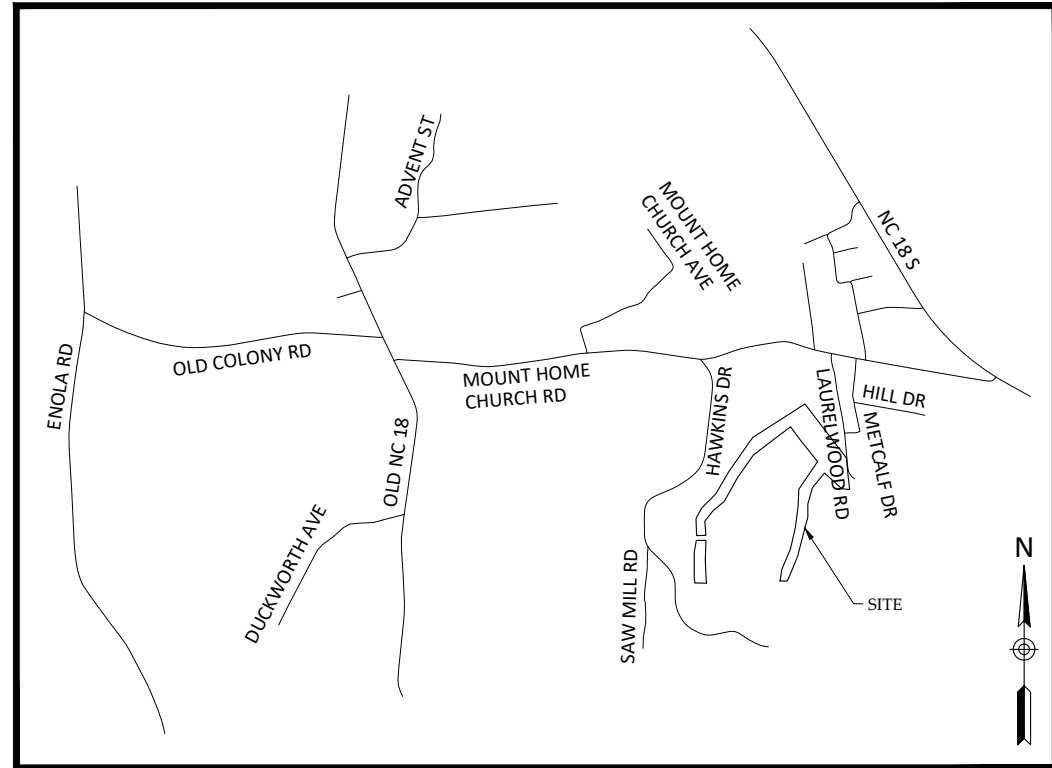 ADVENT ST
MOUNT HOME
CHURCH AVE
NC 18 S
ENOLA RD
OLD COLONY RD
MOUNT HOME
CHURCH RD
HAWKINS DR
LAURELWOOD RD
HILL DR
METCALF DR
OLD NC 18
DUCKWORTH AVE
SAW MILL RD
SITE
N